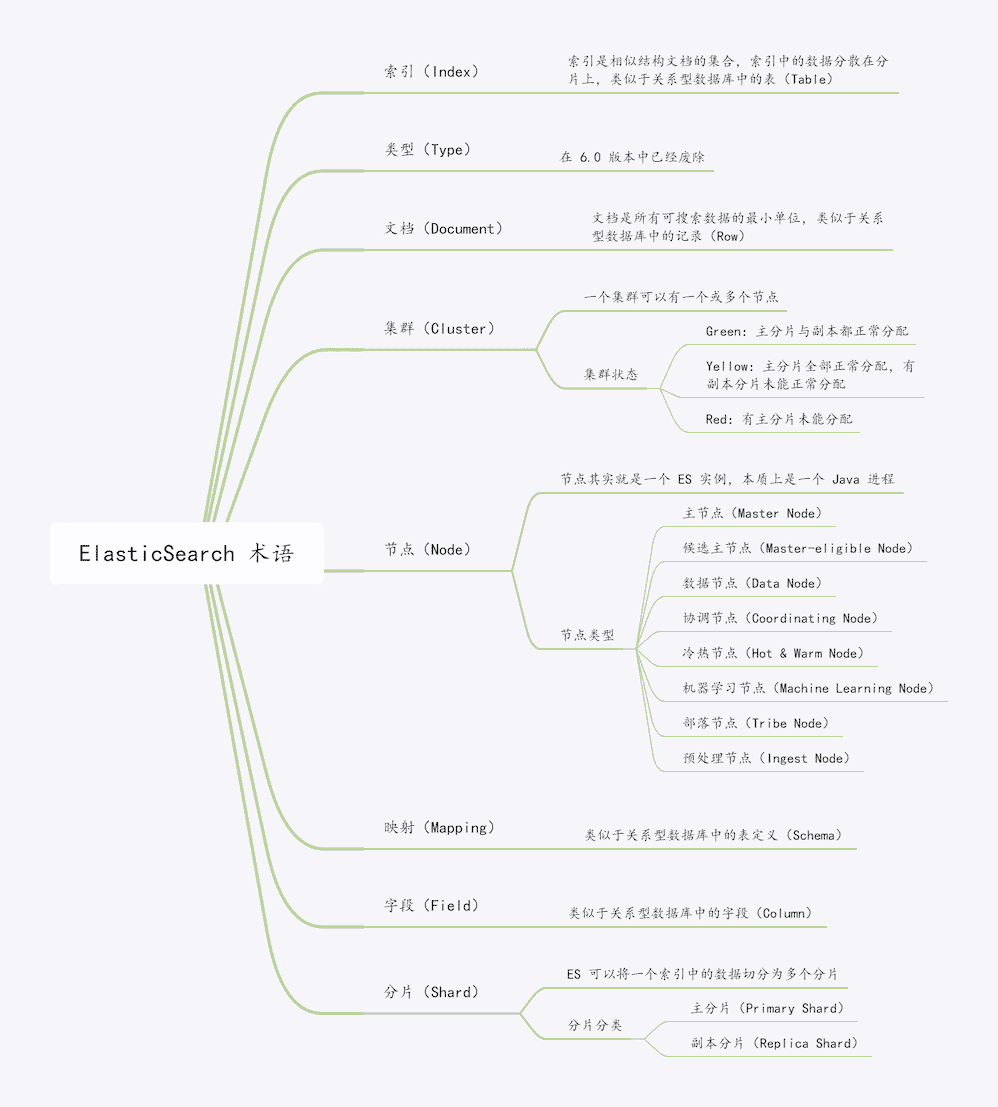 索引（Index）
索引是相似结构文档的集合，索引中的数据分散在分
片上，类似于关系型数据库中的表（Table）
类型（Type）
在 6.0 版本中已经废除
文档（Document）
文档是所有可搜索数据的最小单位，类似于关系
型数据库中的记录（Row）
集群（Cluster）
一个集群可以有一个或多个节点
集群状态
Green: 主分片与副本都正常分配
Yellow: 主分片全部正常分配，有
副本分片未能正常分配
Red: 有主分片未能分配
ElasticSearch 术语
节点（Node）
节点其实就是一个 ES 实例，本质上是一个 Java 进程
节点类型
主节点（Master Node）
候选主节点（Master-eligible Node）
数据节点（Data Node）
协调节点（Coordinating Node）
冷热节点（Hot & Warm Node）
机器学习节点（Machine Learning Node）
部落节点（Tribe Node）
预处理节点（Ingest Node）
映射（Mapping）
类似于关系型数据库中的表定义（Schema）
字段（Field）
类似于关系型数据库中的字段（Column）
分片（Shard）
ES 可以将一个索引中的数据切分为多个分片
分片分类
主分片（Primary Shard）
副本分片（Replica Shard）